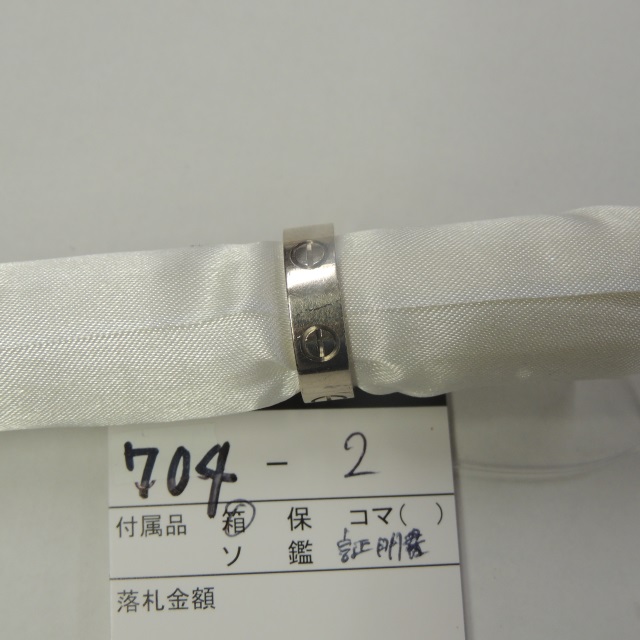 704 - 2
付属品 箱 保 コマ( )
ソ 鑑 証明書
落札金額